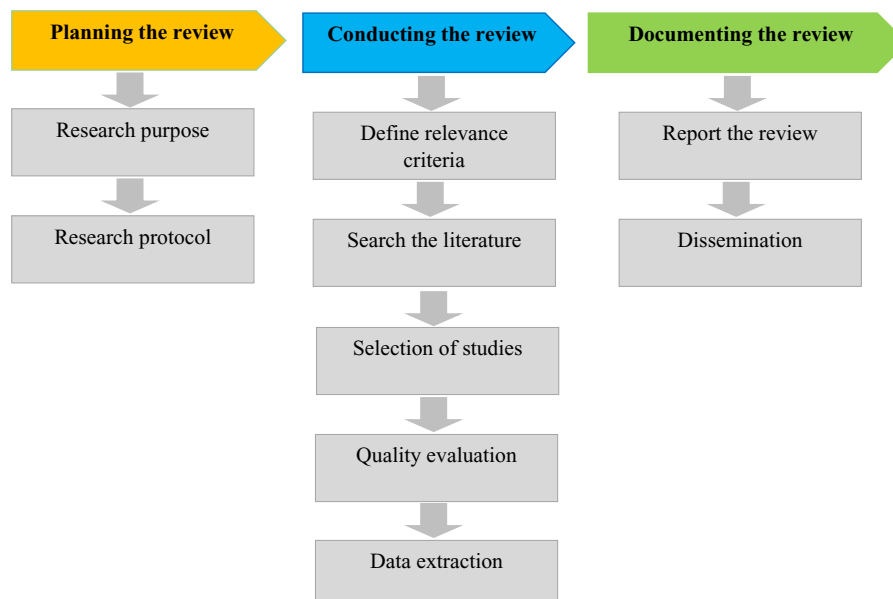 Planning the review
Research purpose
Research protocol
Conducting the review
Define relevance
criteria
Search the literature
Selection of studies
Quality evaluation
Data extraction
Documenting the review
Report the review
Dissemination